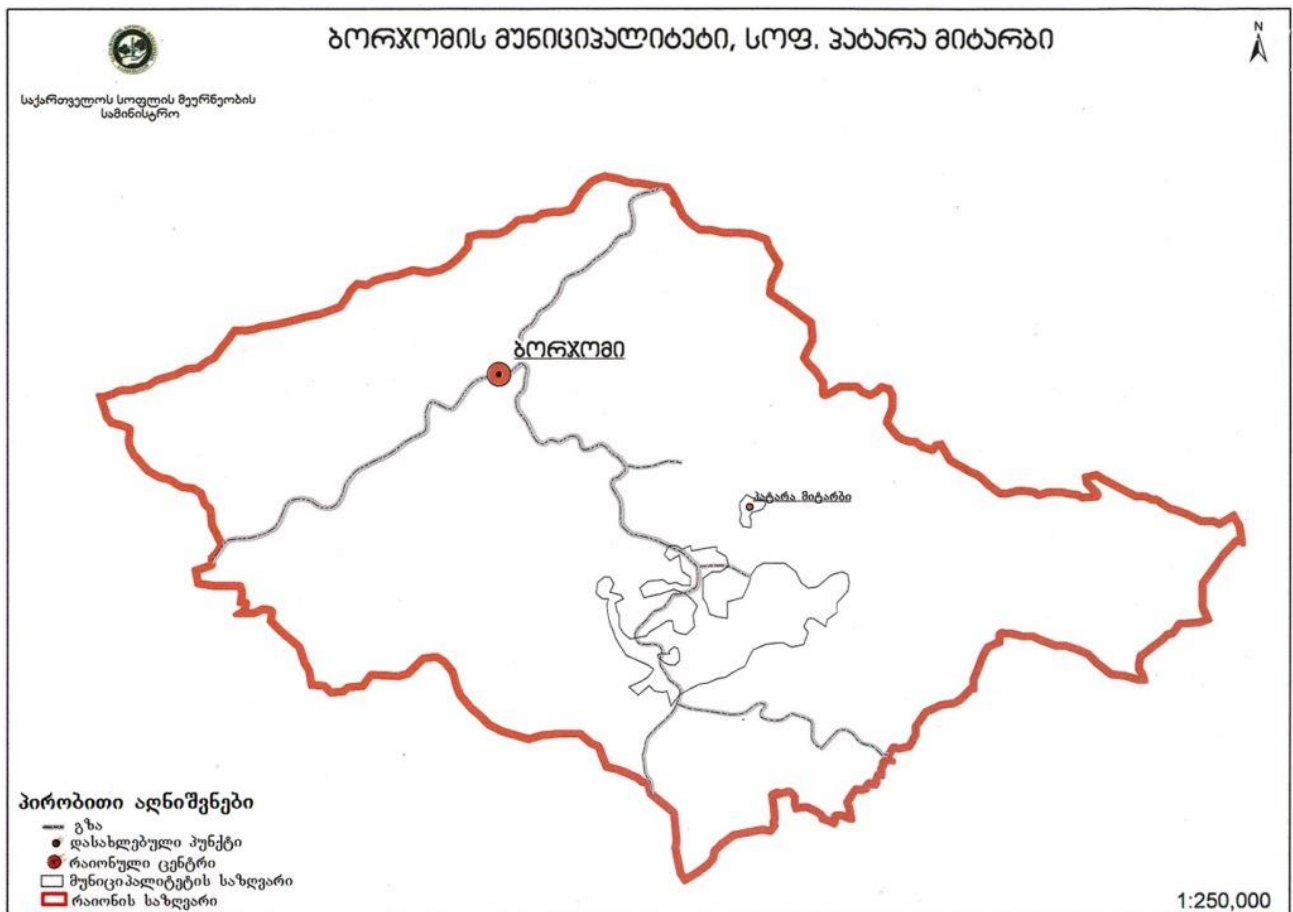 ბორჯომის მუნიციპალიტეტი, სოფ. პატარა მიტარბი
N
საქართველოს სოფლის მეურნეობის
სამინისტრო
ბორჯომი
პატარა მიტარბი
პირობითი აღნიშვნები
გზა
დასახლებული პუნქტი
რაიონული ცენტრი
მუნიციპალიტეტის საზღვარი
რაიონის საზღვარი
1:250,000